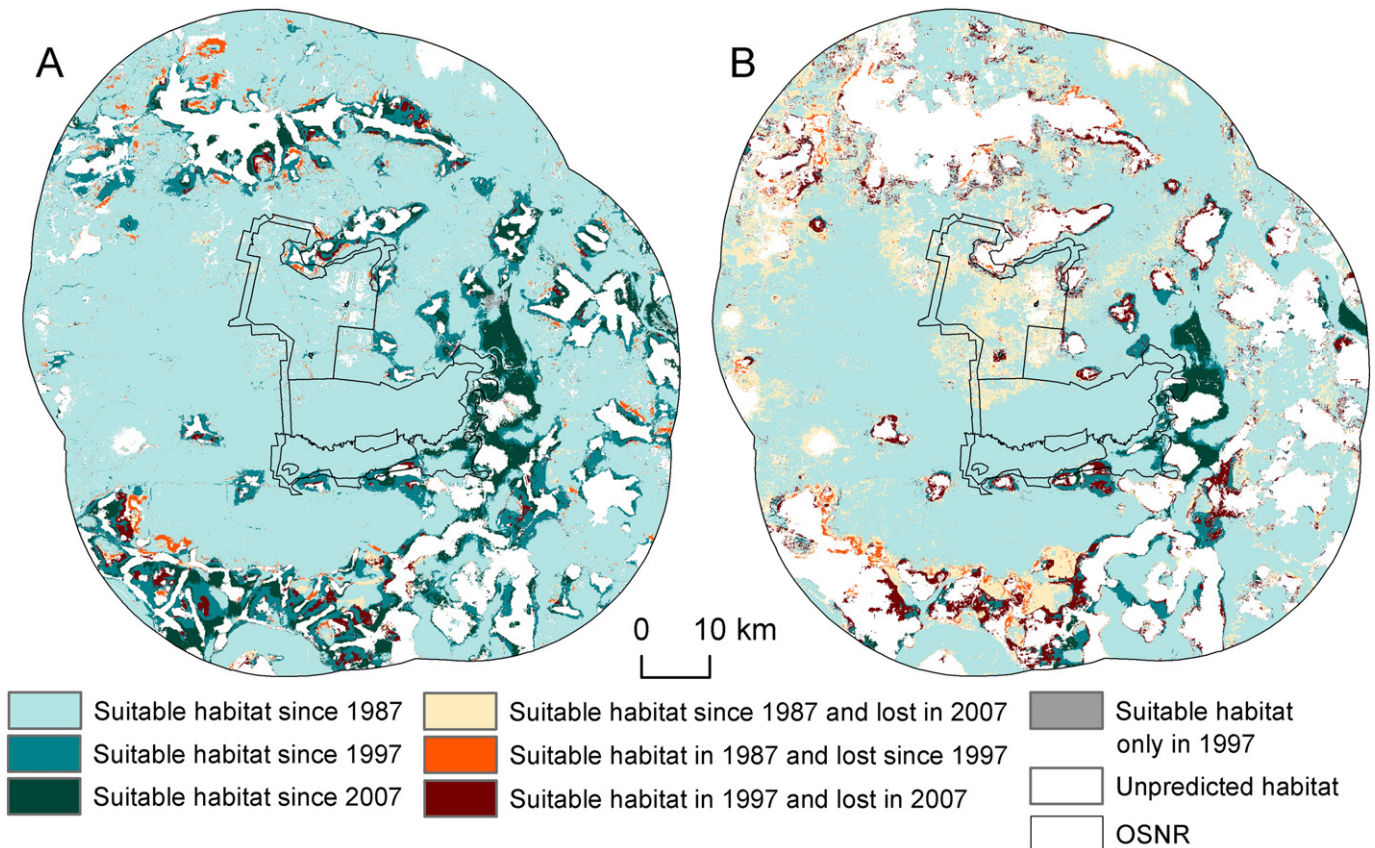 A
B
0 10 km
Suitable habitat since 1987
Suitable habitat since 1997
Suitable habitat since 2007
Suitable habitat since 1987 and lost in 2007
Suitable habitat in 1987 and lost since 1997
Suitable habitat in 1997 and lost in 2007
Suitable habitat
only in 1997
Unpredicted habitat
OSNR